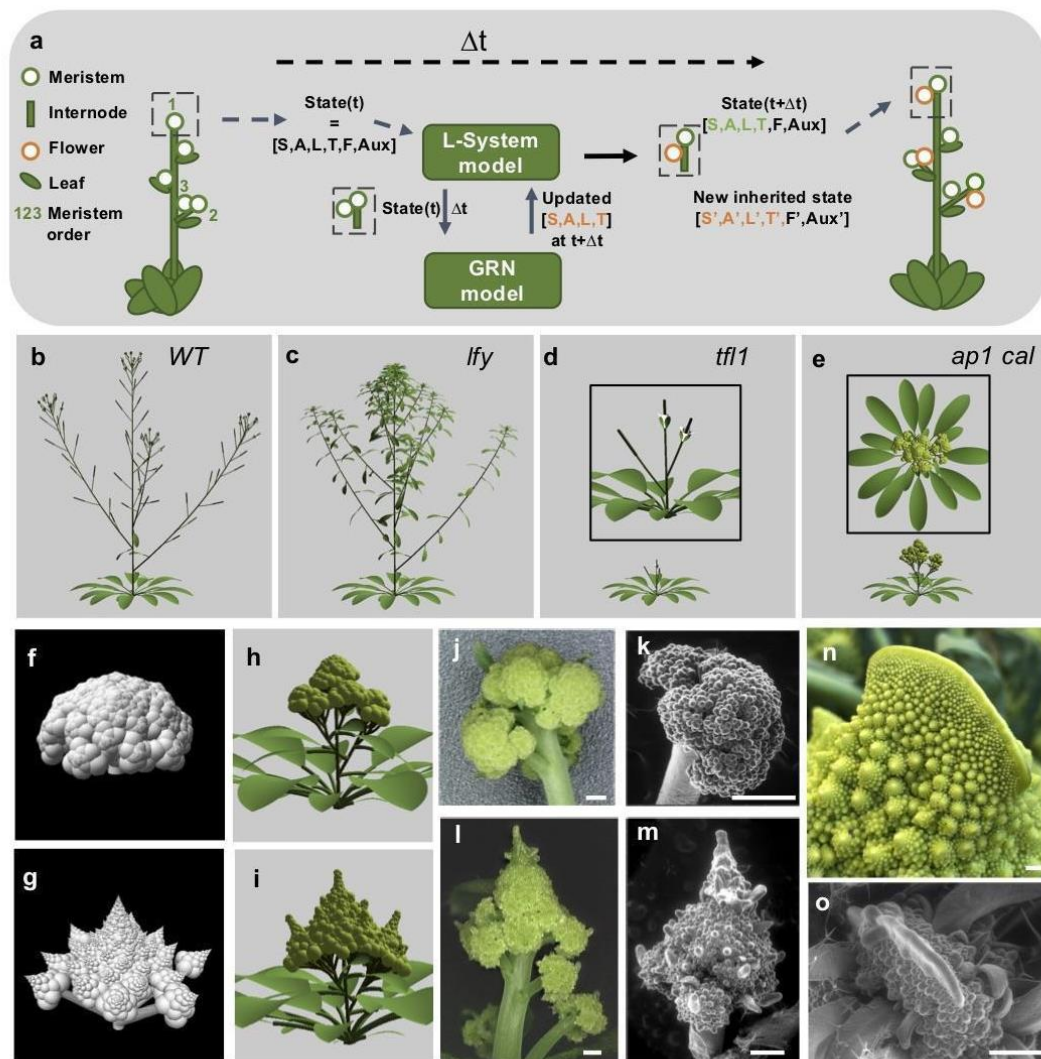 a
Δt
Meristem
Internode
Flower
Leaf
123 Meristem
order
1
3
2
State(t)
=
[S,A,L,T,F,Aux]
L-System
model
State(t)
Δt
Updated
[S,A,L,T]
at t+Δt
GRN
model
State(t+Δt)
[S,A,L,T,F,Aux]
New inherited state
[S',A',L',T',F',Aux']
b
WT
c
lfy
d
tfl1
e
ap1 cal
f
h
j
k
n
g
i
l
m
o